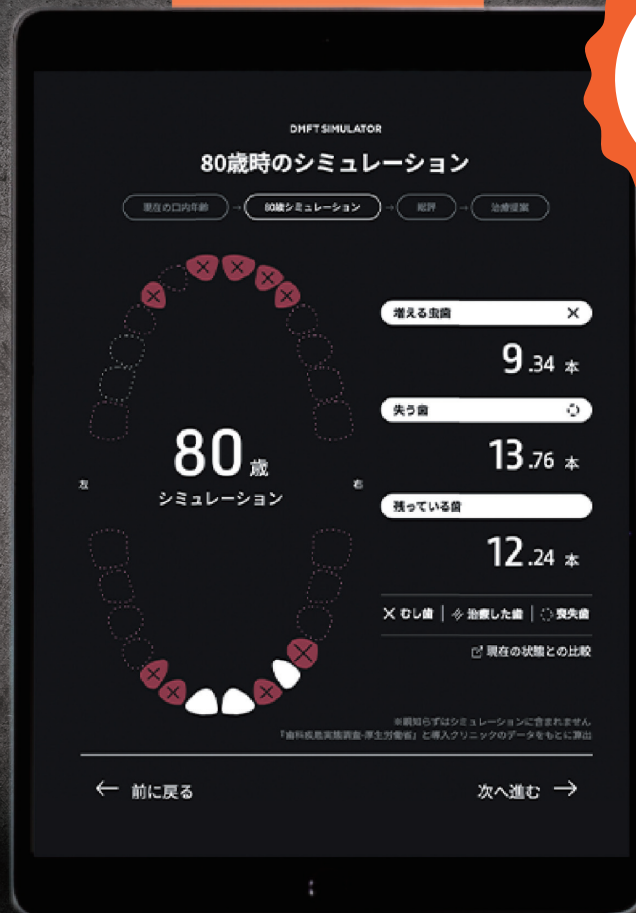 DMFT SIMULATOR
80歳時のシミュレーション
現在の口内年齢 → 80歳シミュレーション → 総評 → 治療提案
増える虫歯
9.34 本
失う歯
13.76 本
残っている歯
12.24 本
80歳
シミュレーション
左
右
むし歯 | 治療した歯 | 喪失歯
現在の状態との比較
※親知らずはシミュレーションに含まれません
『歯科疾患実態調査-厚生労働省』と導入クリニックのデータをもとに算出
← 前に戻る
次へ進む →